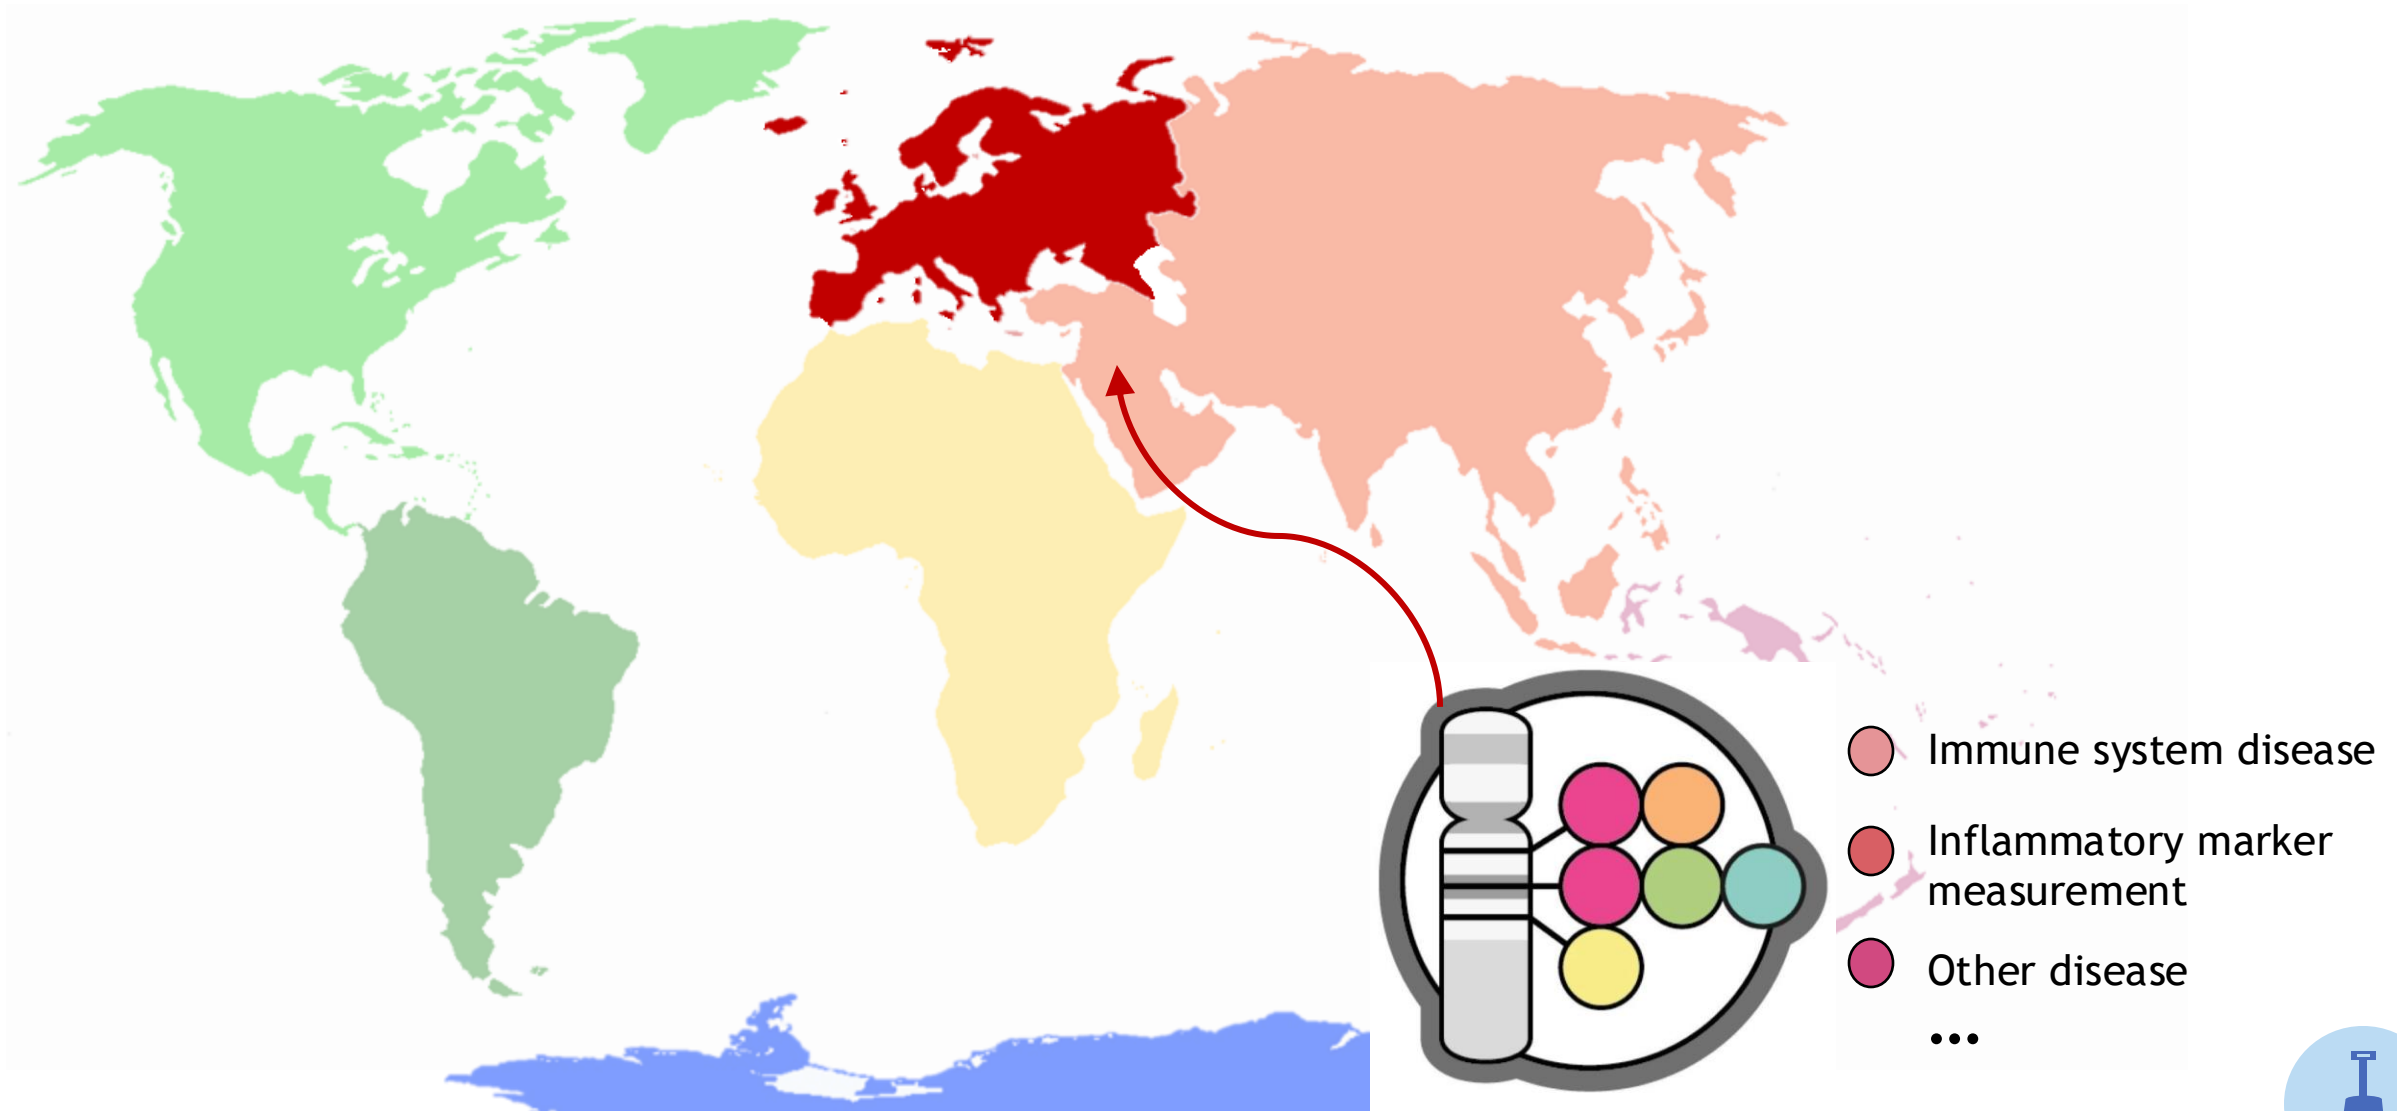 Immune system disease
Inflammatory marker
measurement
Other disease
...